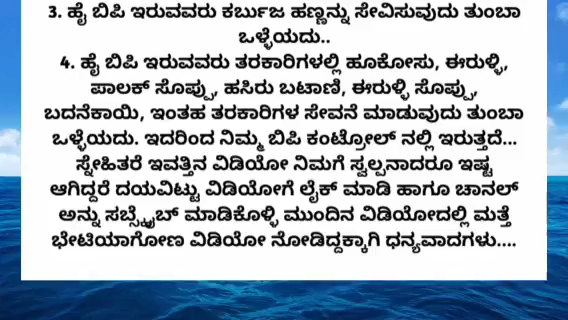 3. ಹೈ ಬಿಪಿ ಇರುವವರು ಕರ್ಬುಜ ಹಣ್ಣನ್ನು ಸೇವಿಸುವುದು ತುಂಬಾ
ಒಳ್ಳೆಯದು..
4. ಹೈ ಬಿಪಿ ಇರುವವರು ತರಕಾರಿಗಳಲ್ಲಿ ಹೂಕೋಸು, ಈರುಳ್ಳಿ,
ಪಾಲಕ್ ಸೊಪ್ಪು, ಹಸಿರು ಬಟಾಣಿ, ಈರುಳ್ಳಿ ಸೊಪ್ಪು,
ಬದನೆಕಾಯಿ, ಇಂತಹ ತರಕಾರಿಗಳ ಸೇವನೆ ಮಾಡುವುದು ತುಂಬಾ
ಒಳ್ಳೆಯದು. ಇದರಿಂದ ನಿಮ್ಮ ಬಿಪಿ ಕಂಟ್ರೋಲ್ ನಲ್ಲಿ ಇರುತ್ತದೆ...
ಸ್ನೇಹಿತರೆ ಇವತ್ತಿನ ವಿಡಿಯೋ ನಿಮಗೆ ಸ್ವಲ್ಪನಾದರೂ ಇಷ್ಟ
ಆಗಿದ್ದರೆ ದಯವಿಟ್ಟು ವಿಡಿಯೋಗೆ ಲೈಕ್ ಮಾಡಿ ಹಾಗೂ ಚಾನಲ್
ಅನ್ನು ಸಬ್ಸ್ಕ್ರೈಬ್ ಮಾಡಿಕೊಳ್ಳಿ ಮುಂದಿನ ವಿಡಿಯೋದಲ್ಲಿ ಮತ್ತೆ
ಭೇಟಿಯಾಗೋಣ ವಿಡಿಯೋ ನೋಡಿದ್ದಕ್ಕಾಗಿ ಧನ್ಯವಾದಗಳು....